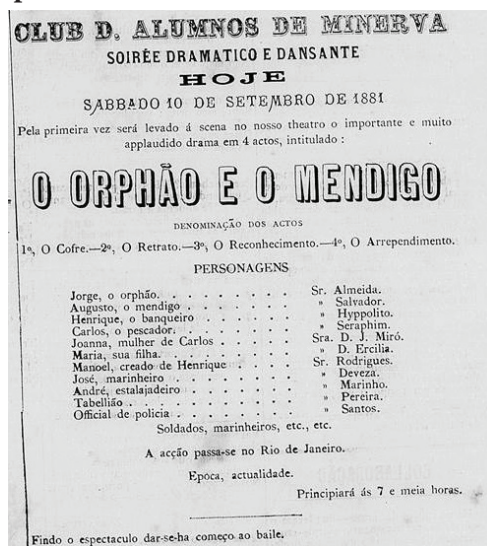 CLUB D. ALUMNOS DE MINERVA
SOIRÉE DRAMATICO E DANSANTE
HOJE
SABBADO 10 DE SETEMBRO DE 1881
Pela primeira vez será levado á scena no nosso theatro o importante e muito
applaudido drama em 4 actos, intitulado :
O ORPHÃO E O MENDIGO
DENOMINAÇÃO DOS ACTOS
1º, O Cofre.—2º, O Retrato.—3º, O Reconhecimento.—4º, O Arrependimento.
PERSONAGENS
Jorge, o orphão. . . . . . . . . Sr. Almeida.
Augusto, o mendigo . . . . . . . » Salvador.
Henrique, o banqueiro . . . . . . » Hyppolito.
Carlos, o pescador. . . . . . . . » Seraphim.
Joanna, mulher de Carlos . . . . . Sra. D. J. Miró.
Maria, sua filha. . . . . . . . . » D. Ercilia.
Manoel, creado de Henrique . . . . Sr. Rodrigues.
José, marinheiro . . . . . . . . » Deveza.
André, estalajadeiro . . . . . . » Marinho.
Tabellião . . . . . . . . . . . » Pereira.
Official de policia . . . . . . . » Santos.
Soldados, marinheiros, etc., etc.
A acção passa-se no Rio de Janeiro.
Epoca, actualidade.
Principiará ás 7 e meia horas.
Findo o espectaculo dar-se-ha começo ao baile.